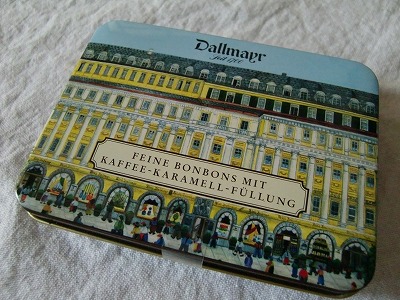 Dallmayr
Seit 1700
FEINE BONBONS MIT
KAFFEE-KARAMELL-FÜLLUNG